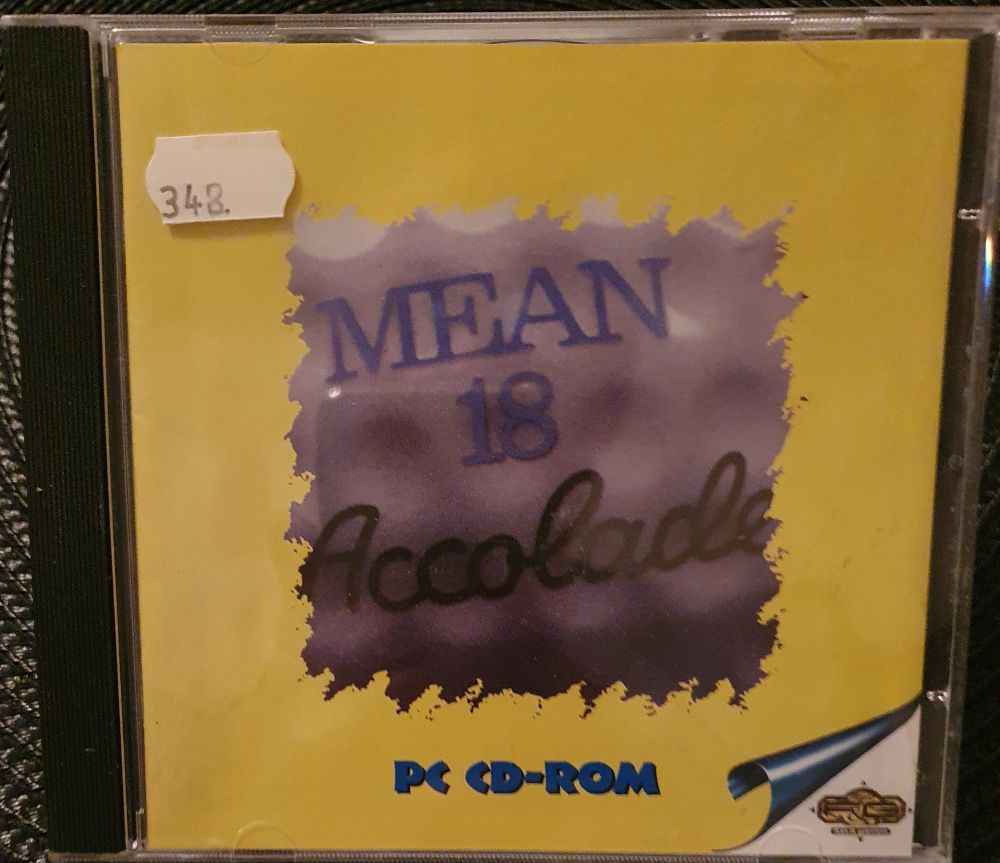 348.
MEAN
18
Accolade
PC CD-ROM